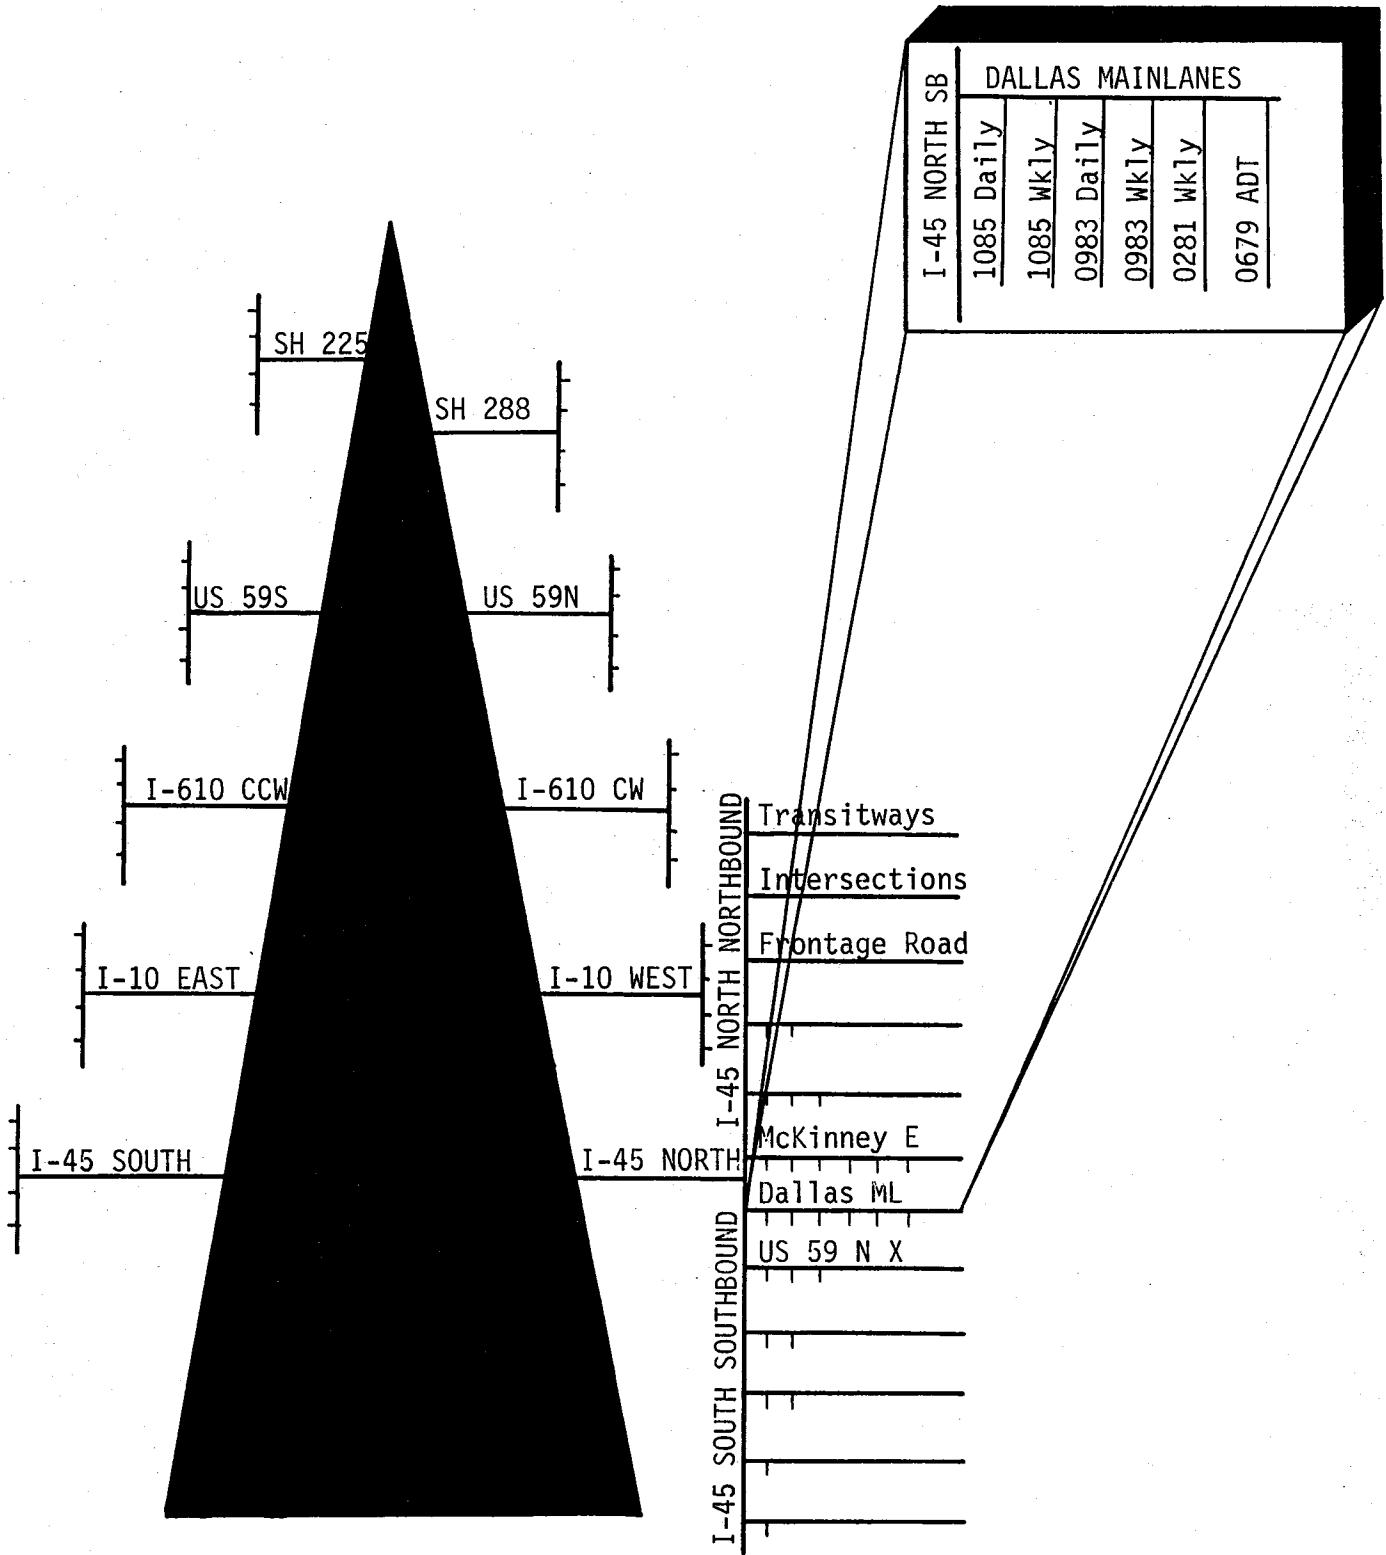 DALLAS MAINLANES
I-45 NORTH SB
1085 Daily
1085 Wkly
0983 Daily
0983 Wkly
0281 Wkly
0679 ADT
SH 225
SH 288
US 59S
US 59N
I-610 CCW
I-610 CW
I-10 EAST
I-10 WEST
I-45 SOUTH
I-45 NORTH
I-45 NORTH NORTHBOUND
Transitways
Intersections
Frontage Road
McKinney E
Dallas ML
I-45 SOUTH SOUTHBOUND
US 59 N X